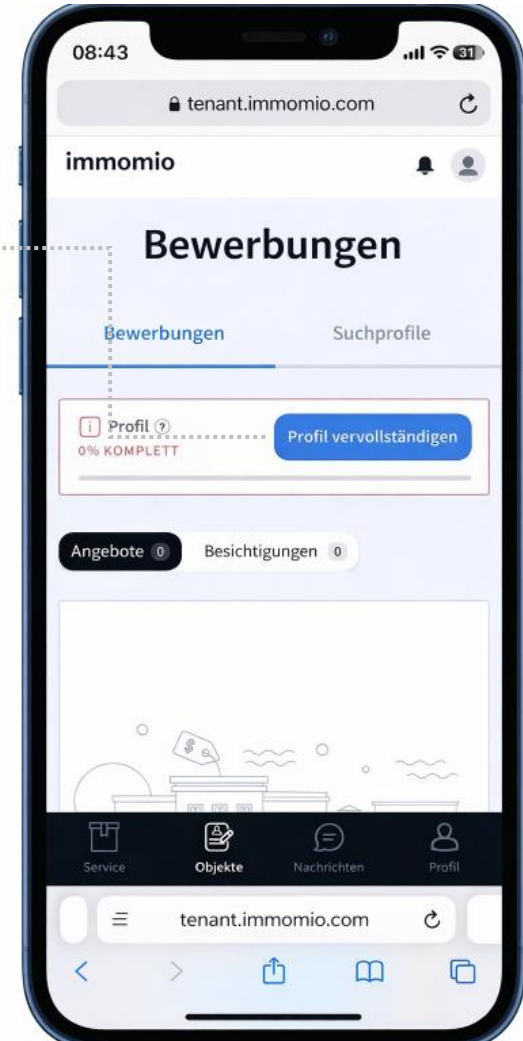 08:43
31
tenant.immomio.com
immomio
Bewerbungen
Bewerbungen Suchprofile
i Profil ?
0% KOMPLETT
Profil vervollständigen
Angebote 0 Besichtigungen 0
$
Service Objekte Nachrichten Profil
tenant.immomio.com